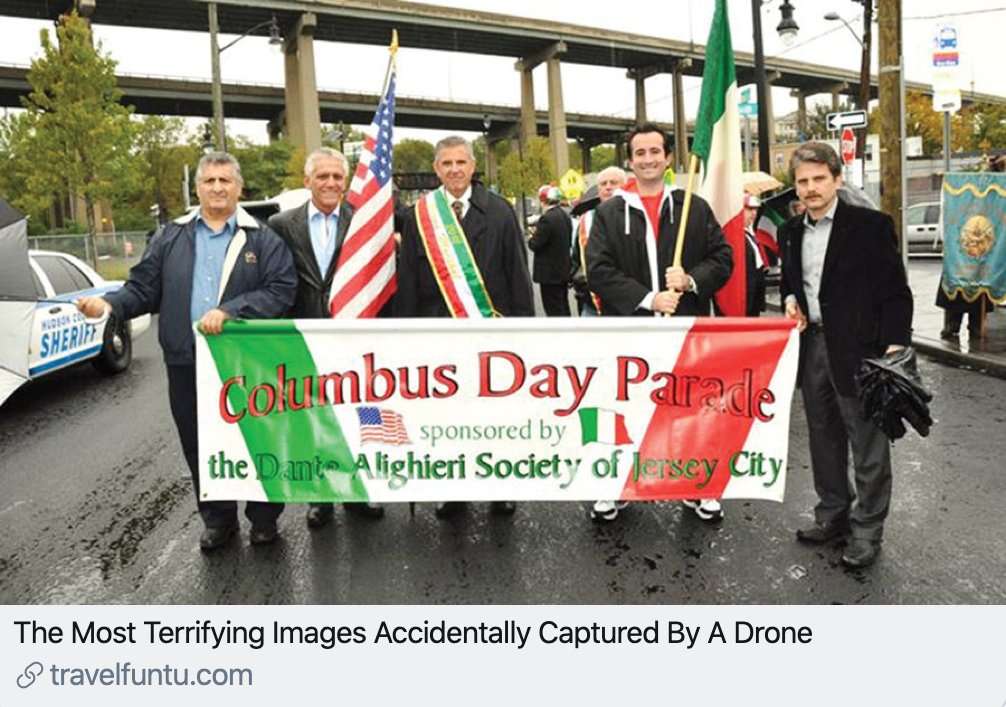 HUDSON CO
SHERIFF
Columbus Day Parade
sponsored by
the Dante Alighieri Society of Jersey City
The Most Terrifying Images Accidentally Captured By A Drone
travelfuntu.com